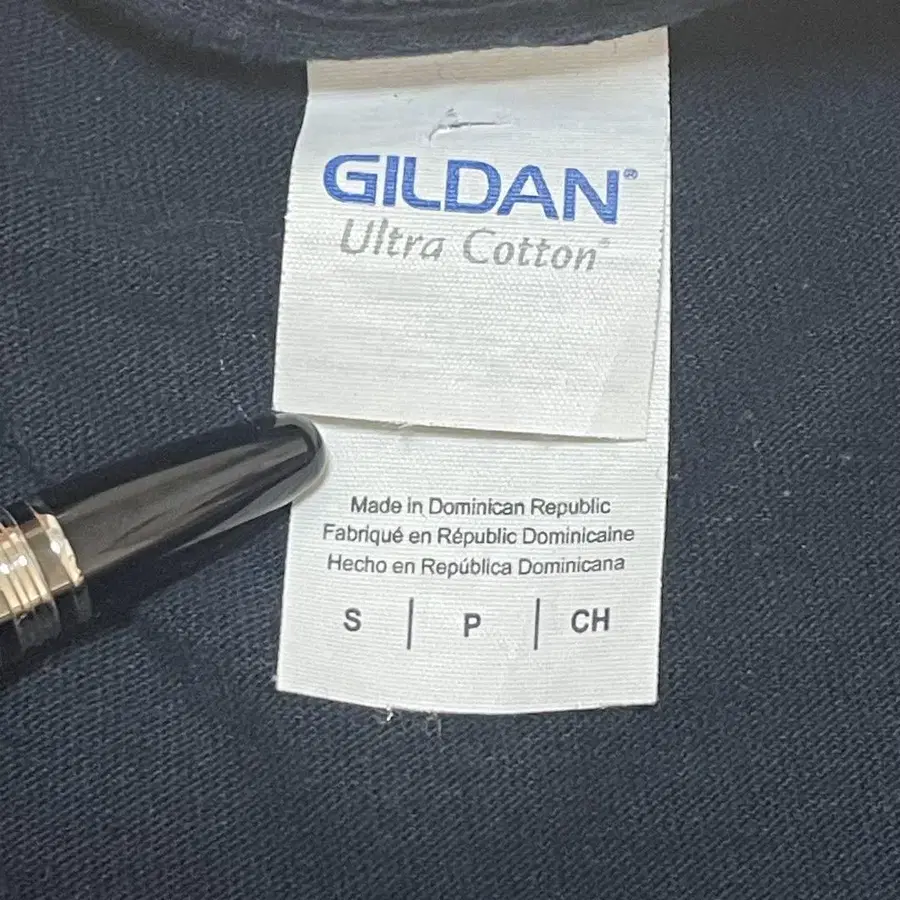 GILDAN®
Ultra Cotton®
Made in Dominican Republic
Fabriqué en Républic Dominicaine
Hecho en República Dominicana
S | P | CH